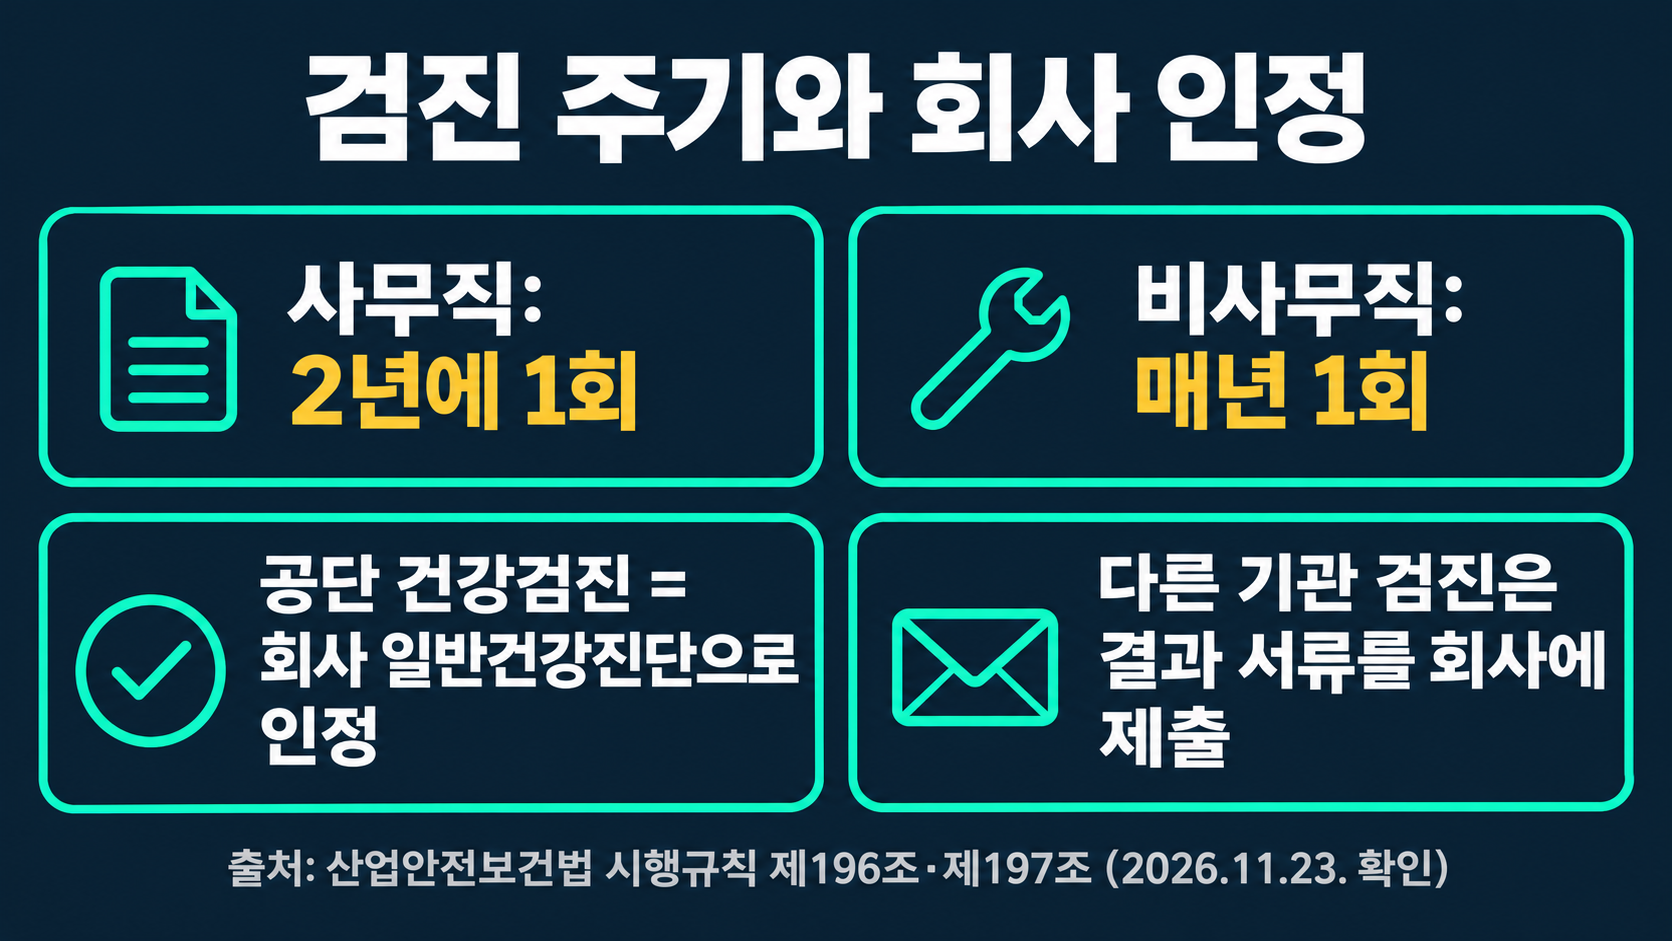 검진 주기와 회사 인정
사무직:
2년에 1회
비사무직:
매년 1회
공단 건강검진 =
회사 일반건강진단으로
인정
다른 기관 검진은
결과 서류를 회사에
제출
출처: 산업안전보건법 시행규칙 제196조·제197조 (2026.11.23. 확인)